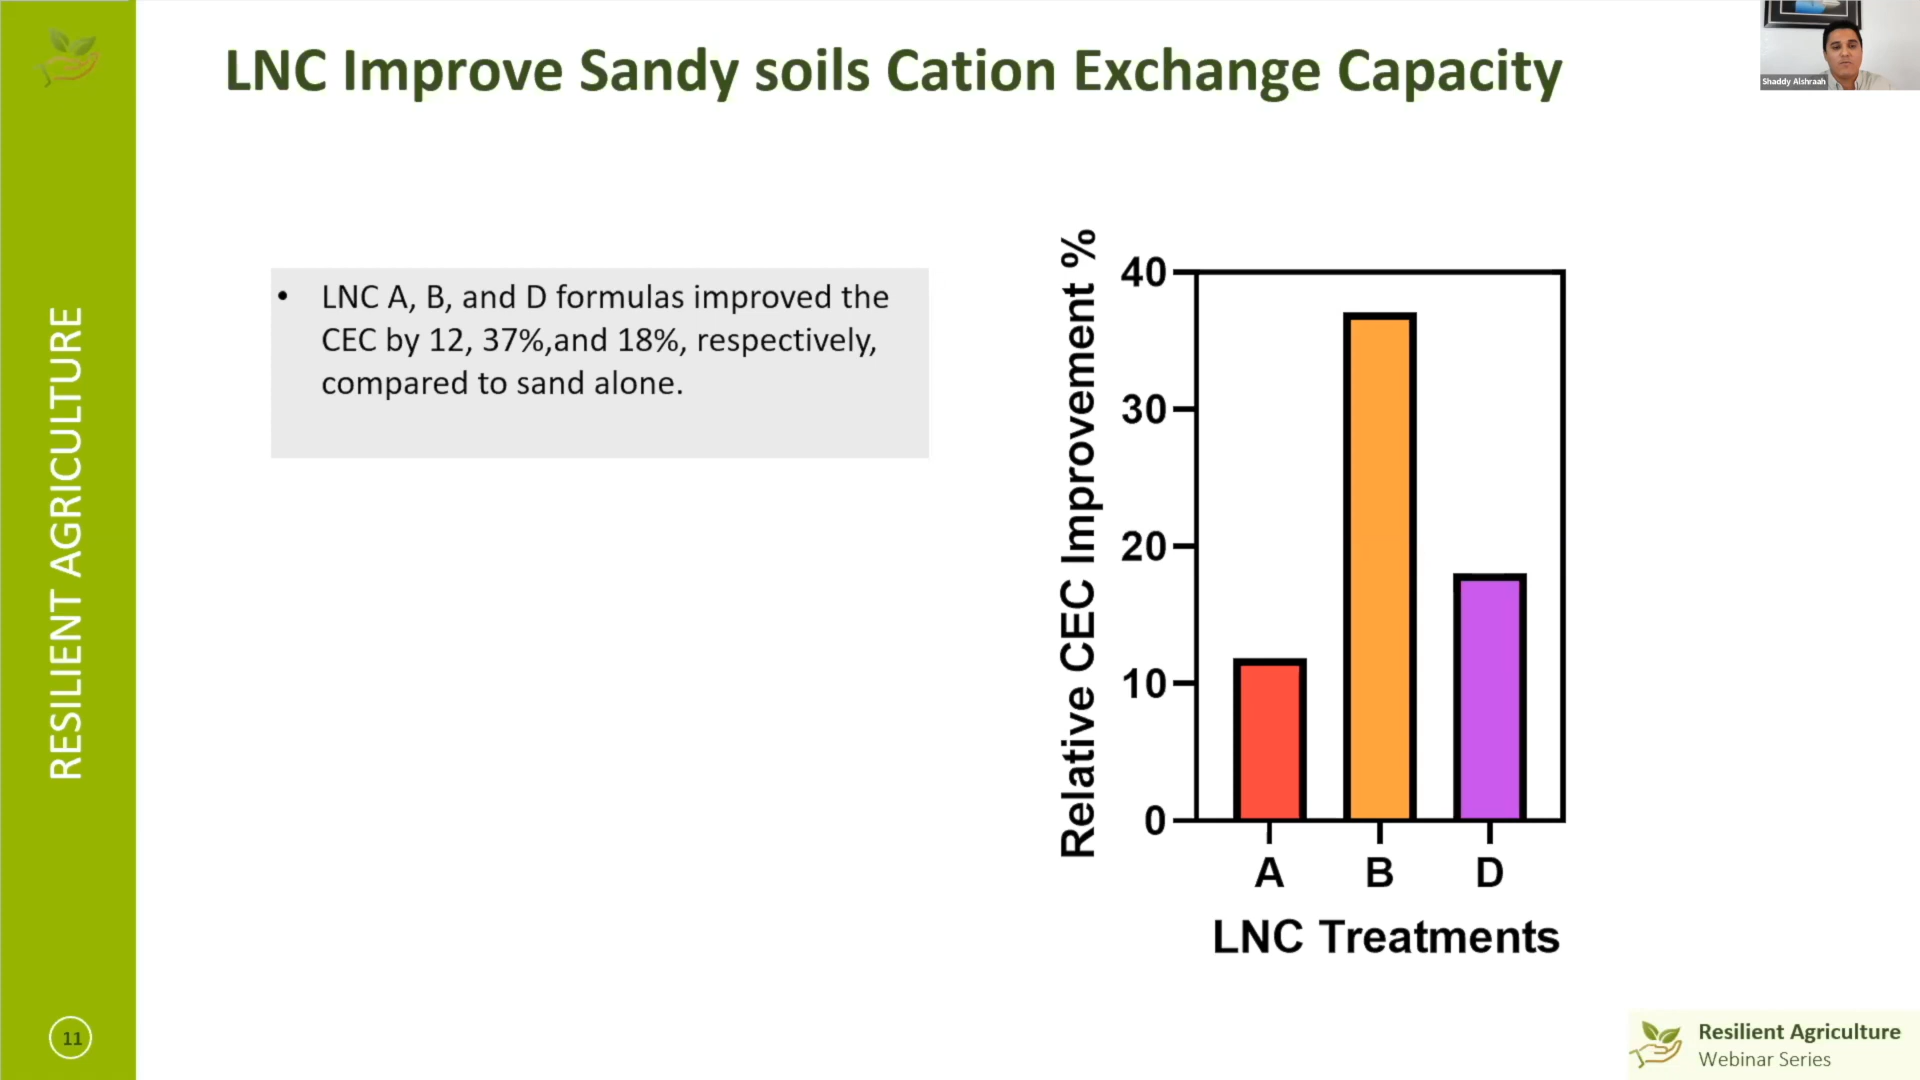 LNC Improve Sandy soils Cation Exchange Capacity
Shaddy Alshraah
RESILIENT AGRICULTURE
• LNC A, B, and D formulas improved the
CEC by 12, 37%,and 18%, respectively,
compared to sand alone.
Relative CEC Improvement %
40
30
20
10
0
A B D
LNC Treatments
11
Resilient Agriculture
Webinar Series